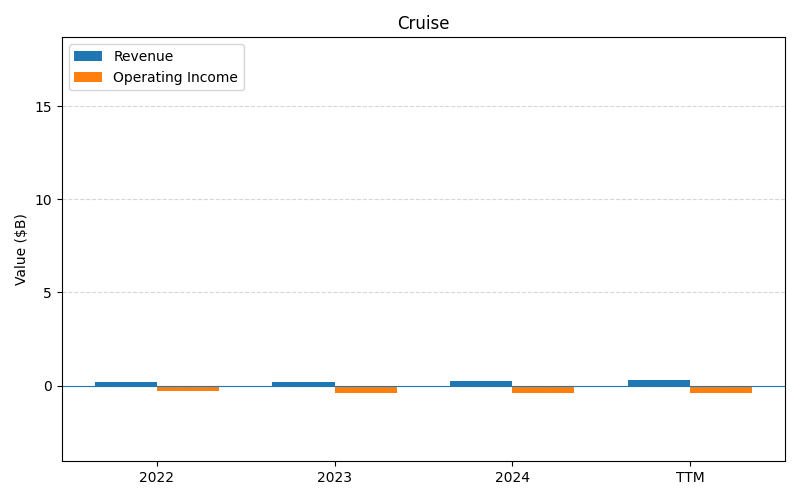 Cruise
Revenue
Operating Income
15
10
5
0
Value ($B)
2022
2023
2024
TTM